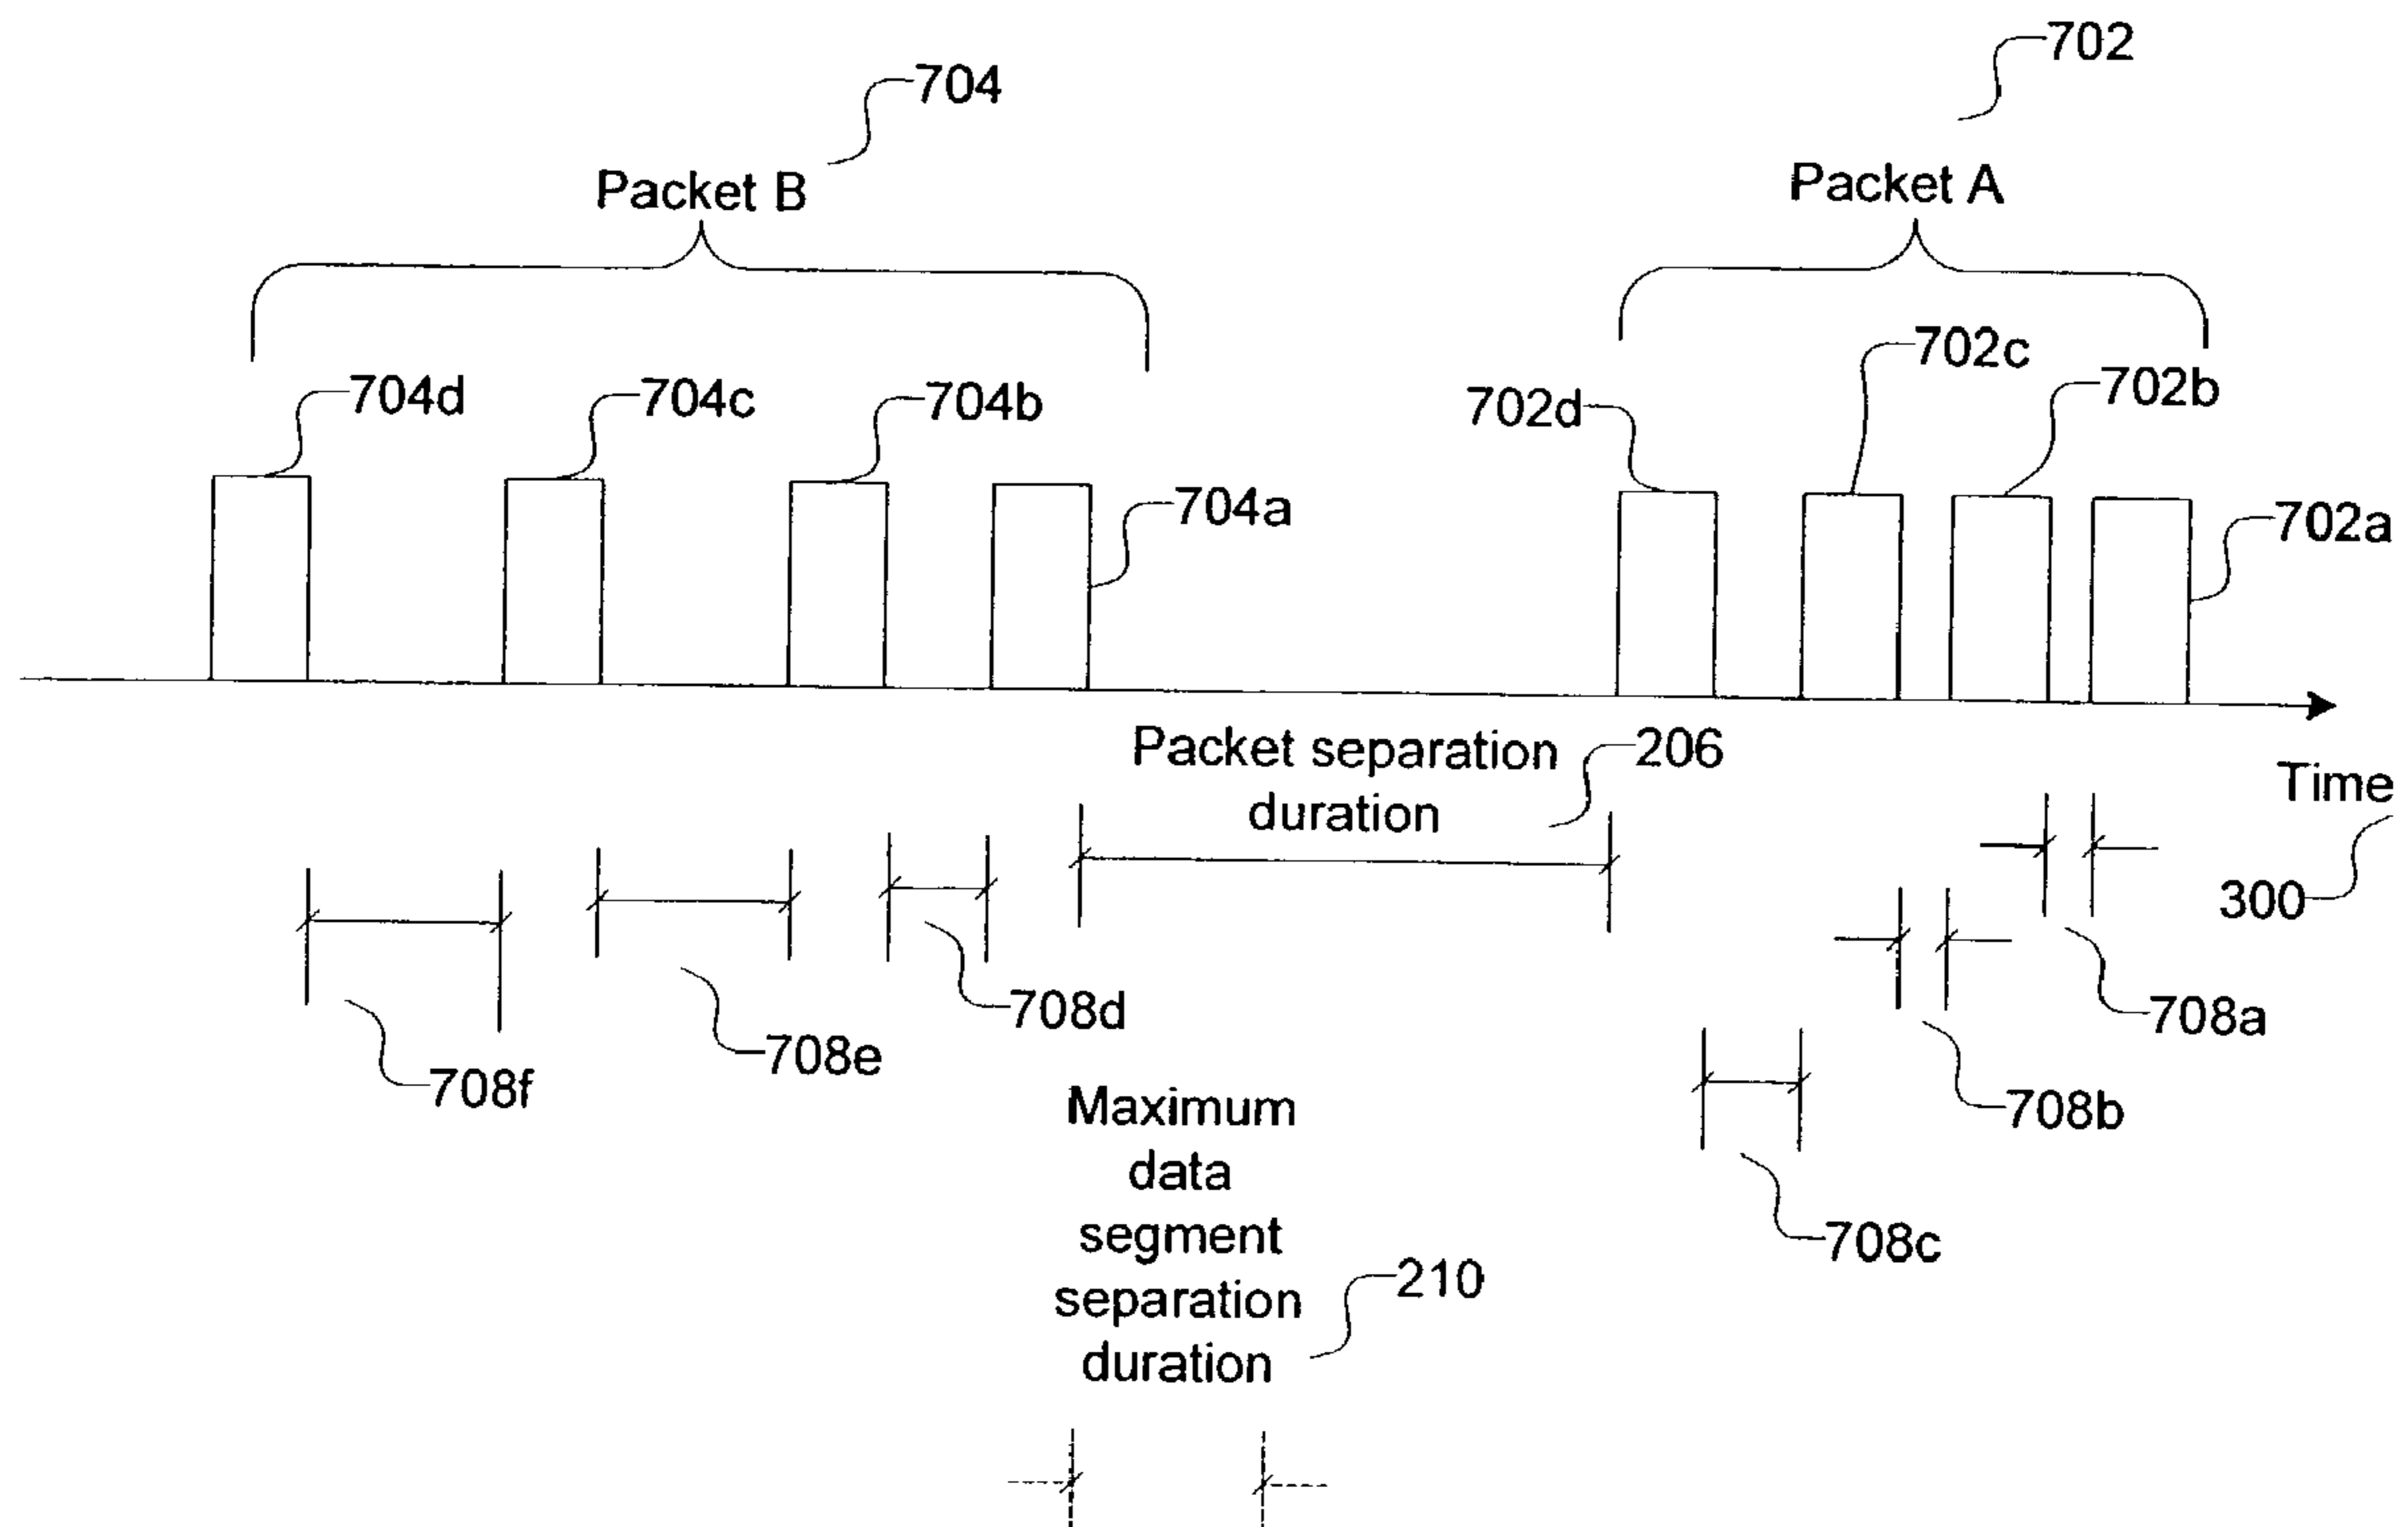 702
704
Packet B
Packet A
702c
704d
704c
704b
702d
702b
704a
702a
Packet separation
duration
206
Time
300
708d
708a
708e
708f
708b
Maximum
data
segment
separation
duration
210
708c